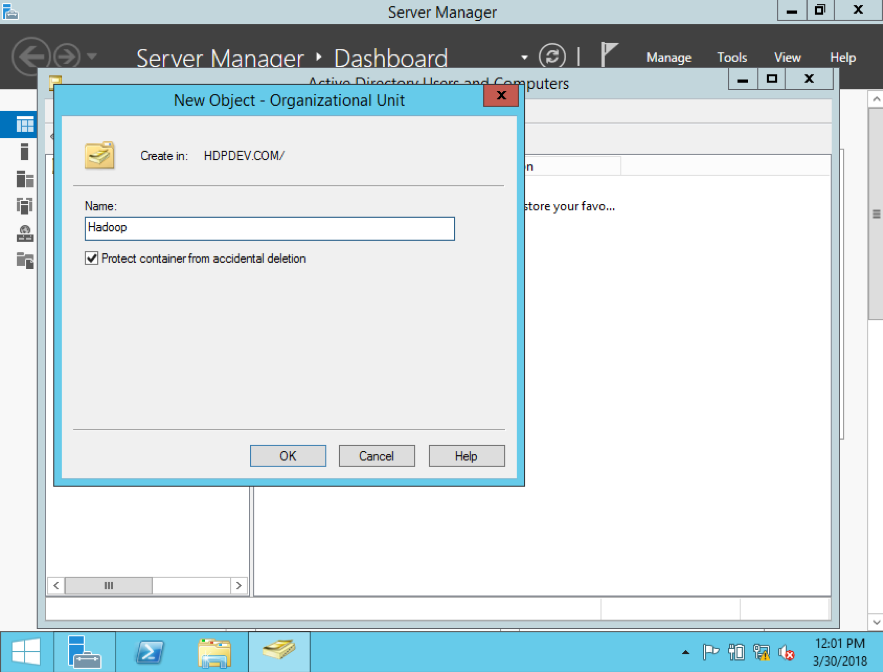 Server Manager
Server Manager Dashboard
Manage Tools View Help
Active Directory Users and Computers
New Object - Organizational Unit
Create in: HDPDEV.COM/
Name:
Hadoop
Protect container from accidental deletion
store your favo...
OK Cancel Help
12:01 PM
3/30/2018